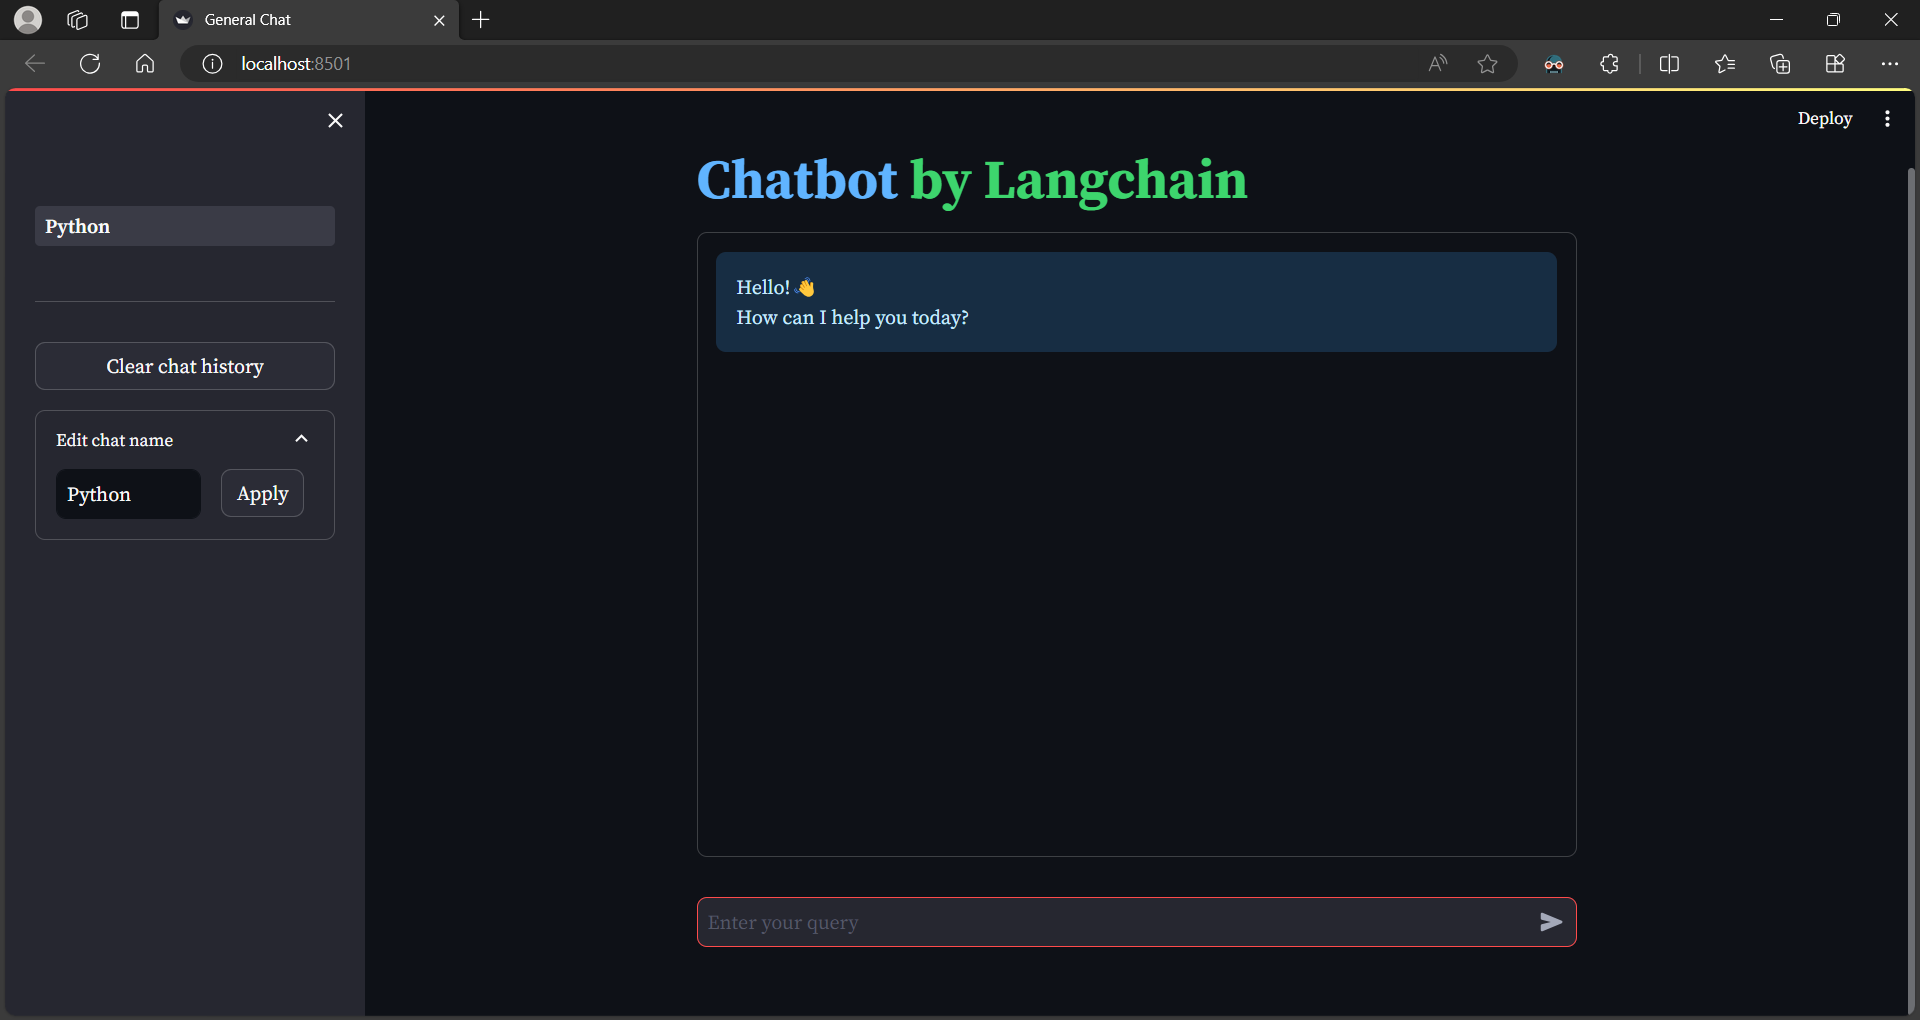 General Chat
localhost:8501
Deploy
Python
Clear chat history
Edit chat name
Python
Apply
Chatbot by Langchain
Hello! 👋
How can I help you today?
Enter your query